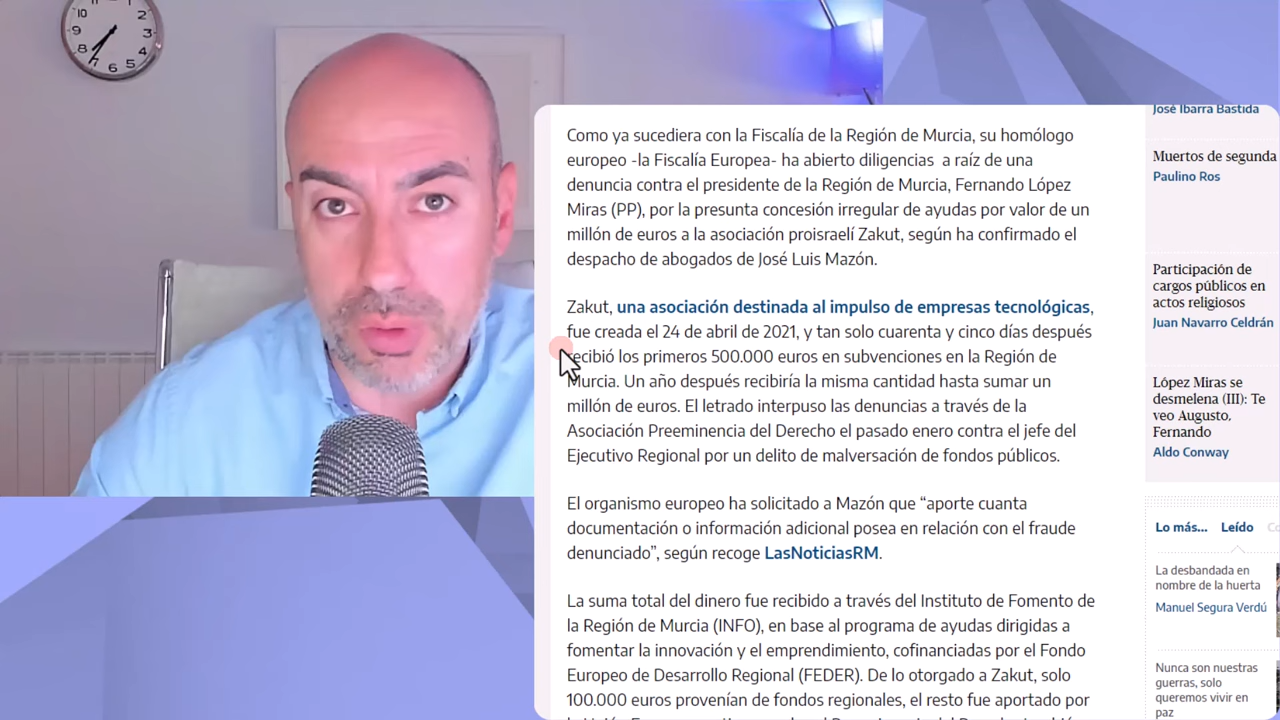 10
2
9
3
8
4
7
6
5
Como ya sucediera con la Fiscalía de la Región de Murcia, su homólogo
europeo -la Fiscalía Europea- ha abierto diligencias  a raíz de una
denuncia contra el presidente de la Región de Murcia, Fernando López
Miras (PP), por la presunta concesión irregular de ayudas por valor de un
millón de euros a la asociación proisraelí Zakut, según ha confirmado el
despacho de abogados de José Luis Mazón.
Zakut, una asociación destinada al impulso de empresas tecnológicas,
fue creada el 24 de abril de 2021, y tan solo cuarenta y cinco días después
recibió los primeros 500.000 euros en subvenciones en la Región de
Murcia. Un año después recibiría la misma cantidad hasta sumar un
millón de euros. El letrado interpuso las denuncias a través de la
Asociación Preeminencia del Derecho el pasado enero contra el jefe del
Ejecutivo Regional por un delito de malversación de fondos públicos.
El organismo europeo ha solicitado a Mazón que “aporte cuanta
documentación o información adicional posea en relación con el fraude
denunciado”, según recoge LasNoticiasRM.
La suma total del dinero fue recibido a través del Instituto de Fomento de
la Región de Murcia (INFO), en base al programa de ayudas dirigidas a
fomentar la innovación y el emprendimiento, cofinanciadas por el Fondo
Europeo de Desarrollo Regional (FEDER). De lo otorgado a Zakut, solo
100.000 euros provenían de fondos regionales, el resto fue aportado por
José Ibarra Bastida
Muertos de segunda
Paulino Ros
Participación de
cargos públicos en
actos religiosos
Juan Navarro Celdrán
López Miras se
desmelena (III): Te
veo Augusto,
Fernando
Aldo Conway
Lo más... Leído
La desbandada en
nombre de la huerta
Manuel Segura Verdú
Nunca son nuestras
guerras, solo
queremos vivir en
paz